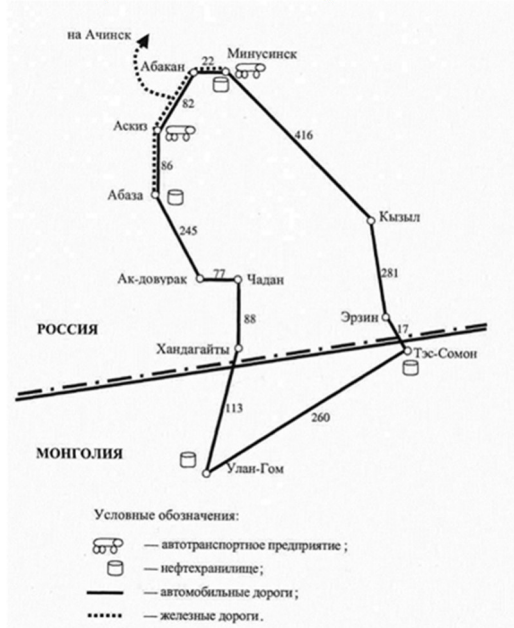 на Ачинск
Абакан
22
Минусинск
82
Аскиз
416
86
Абаза
Кызыл
245
Ак-довурак
77
Чадан
281
88
Эрзин
17
РОССИЯ
Хандагайты
Тэс-Сомон
113
260
МОНГОЛИЯ
Улан-Гом
Условные обозначения:
— автотранспортное предприятие;
— нефтехранилище;
— автомобильные дороги;
— железные дороги.